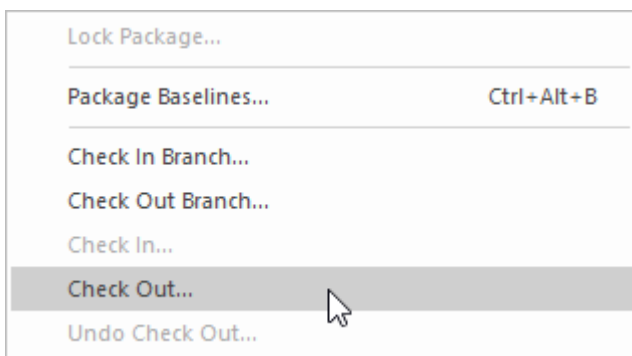 Lock Package...
Package Baselines... Ctrl+Alt+B
Check In Branch...
Check Out Branch...
Check In...
Check Out...
Undo Check Out...